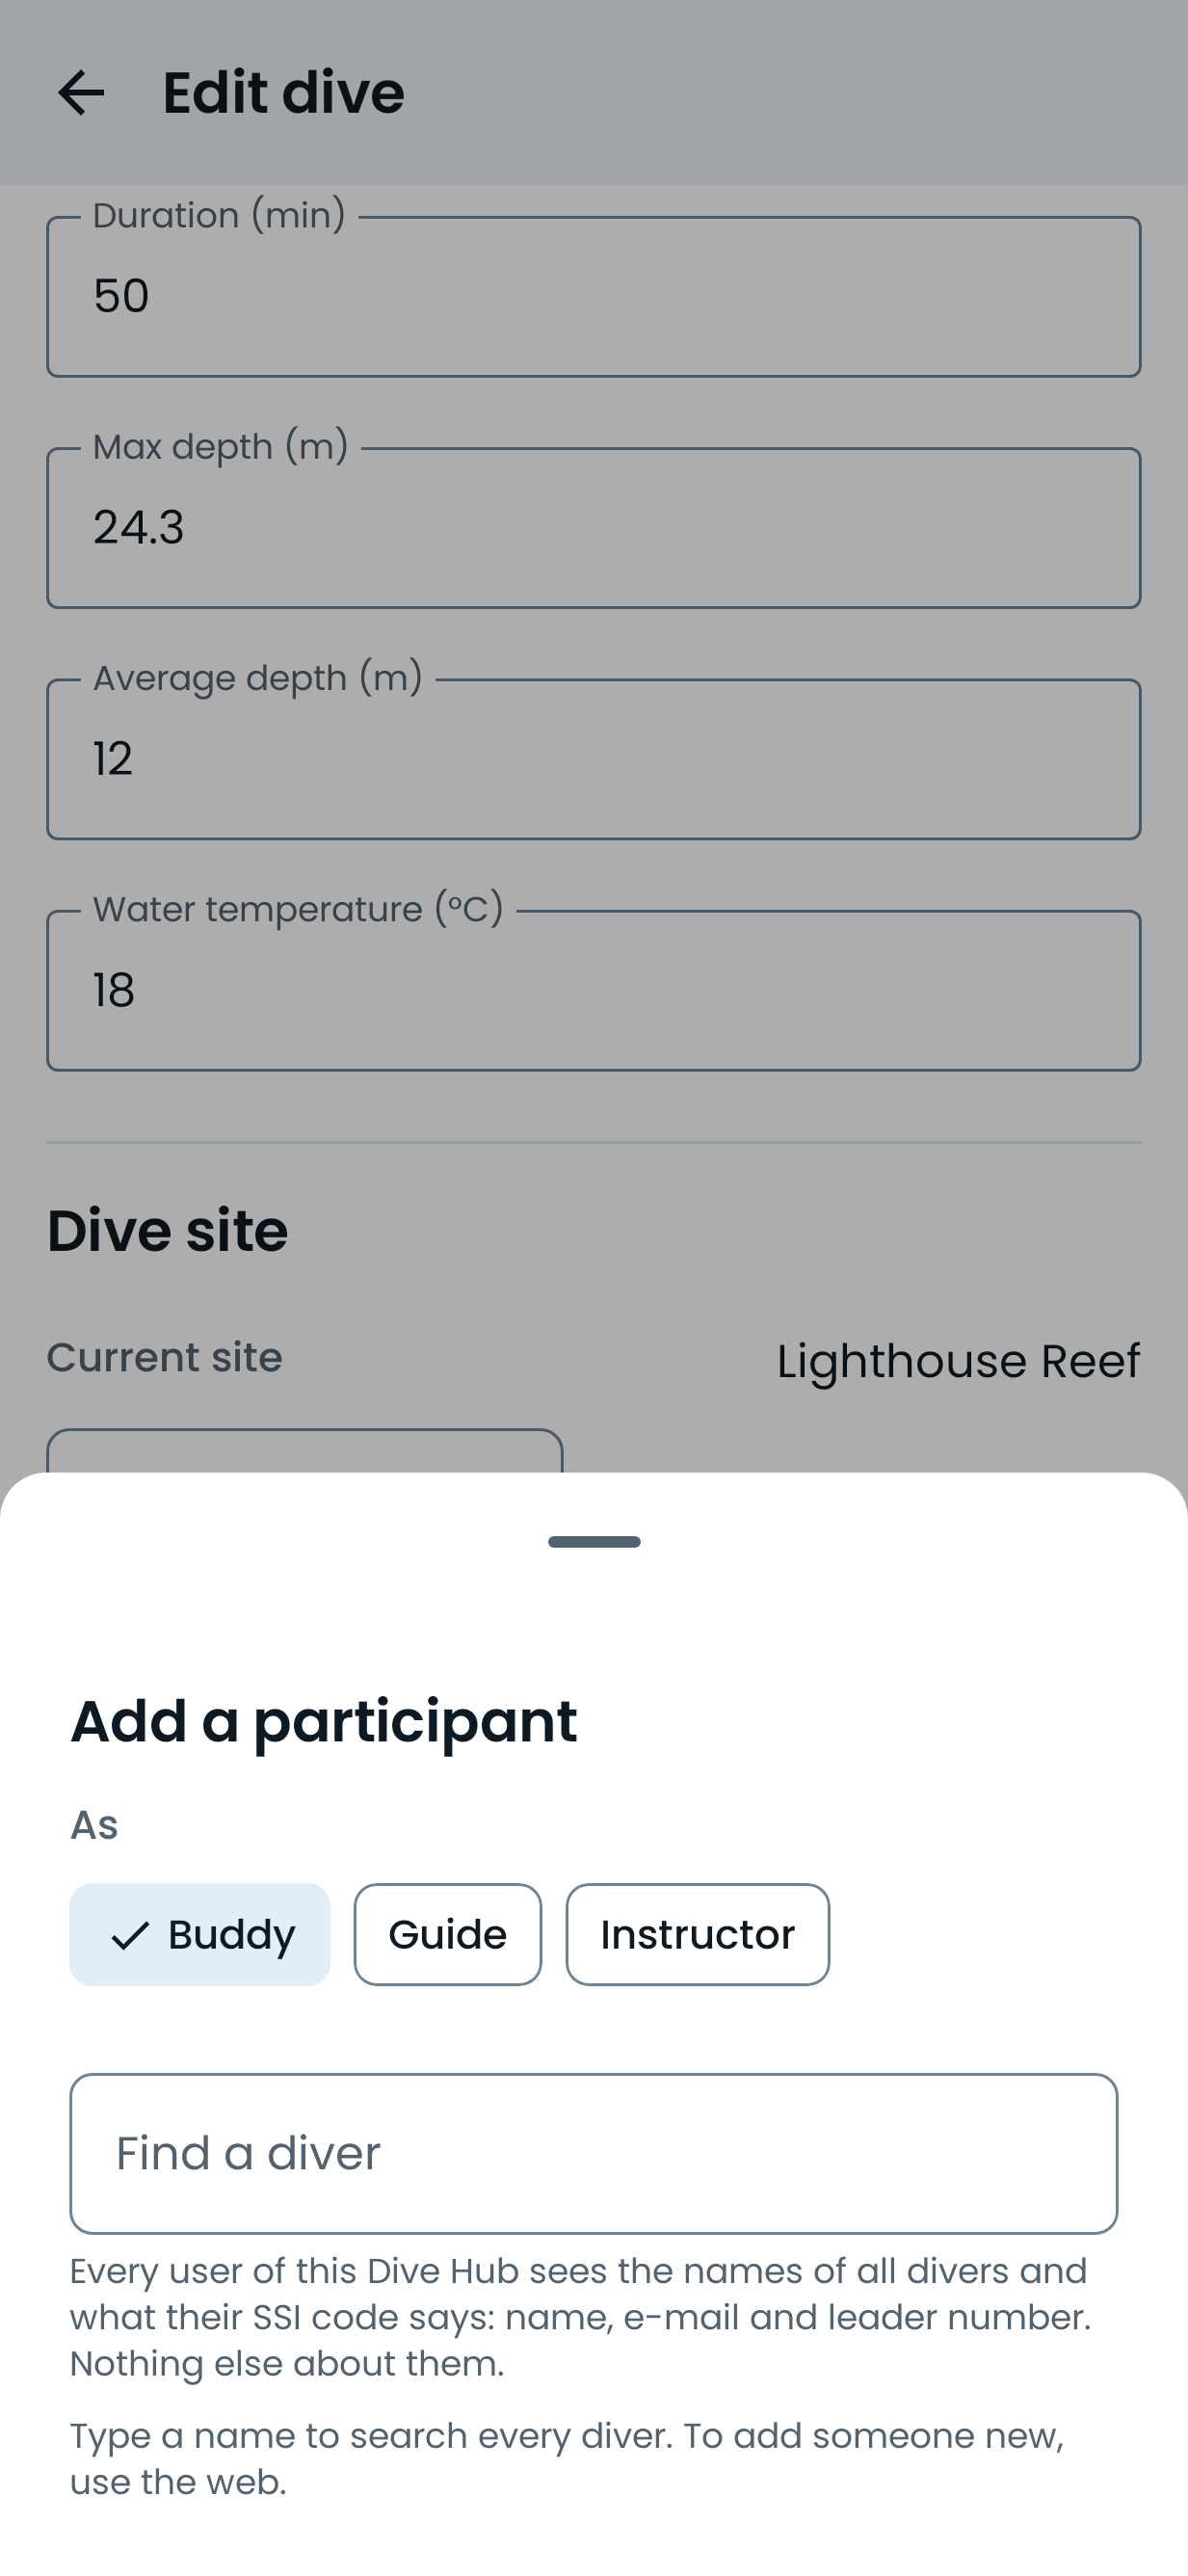 Edit dive
Duration (min)
50
Max depth (m)
24.3
Average depth (m)
12
Water temperature (°C)
18
Dive site
Current site
Lighthouse Reef
Add a participant
As
Buddy
Guide
Instructor
Find a diver
Every user of this Dive Hub sees the names of all divers and
what their SSI code says: name, e-mail and leader number.
Nothing else about them.
Type a name to search every diver. To add someone new,
use the web.